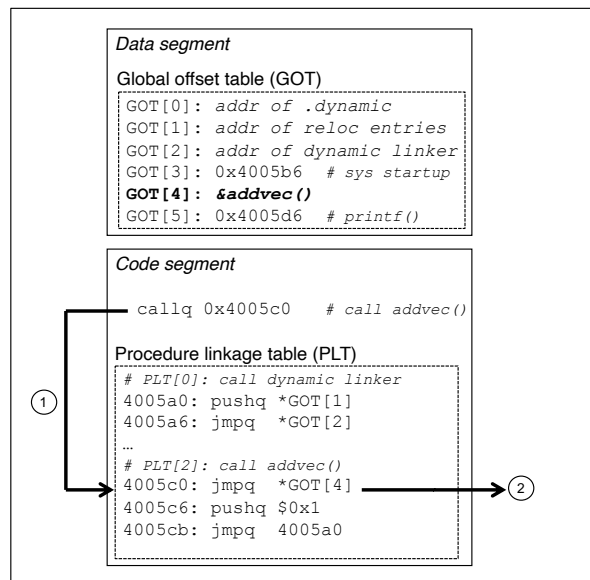 Data segment
Global offset table (GOT)
GOT[0]: addr of .dynamic
GOT[1]: addr of reloc entries
GOT[2]: addr of dynamic linker
GOT[3]: 0x4005b6 # sys startup
GOT[4]: &addvec()
GOT[5]: 0x4005d6 # printf()
Code segment
callq 0x4005c0 # call addvec()
Procedure linkage table (PLT)
# PLT[0]: call dynamic linker
4005a0: pushq *GOT[1]
4005a6: jmpq *GOT[2]
…
# PLT[2]: call addvec()
4005c0: jmpq *GOT[4]
4005c6: pushq $0x1
4005cb: jmpq 4005a0
1
2